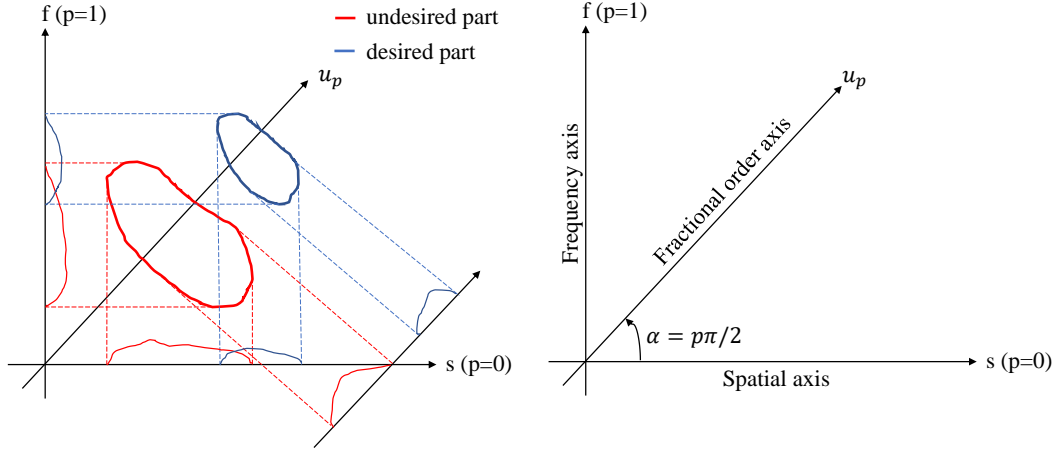 f (p=1)
undesired part
desired part
u_p
s (p=0)
f (p=1)
u_p
Frequency axis
Fractional order axis
α = pπ/2
s (p=0)
Spatial axis